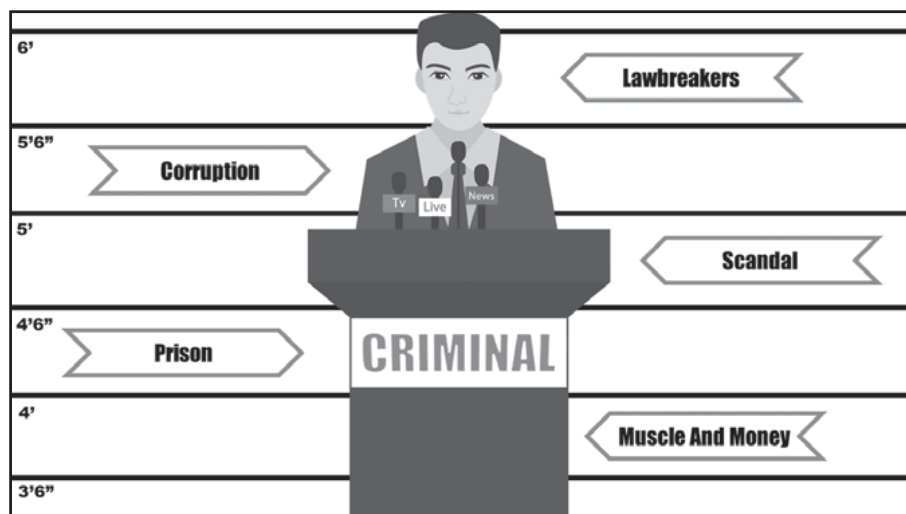 6’
Lawbreakers
5’6”
Corruption
Tv
Live
News
5’
Scandal
4’6”
Prison
CRIMINAL
4’
Muscle And Money
3’6”